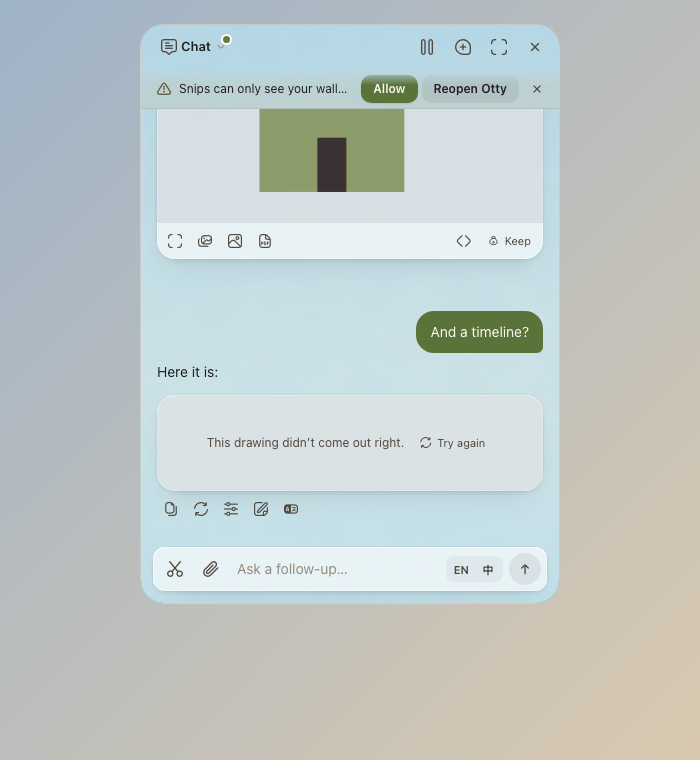 Chat
Snips can only see your wall...
Allow
Reopen Otty
PDF
Keep
And a timeline?
Here it is:
This drawing didn't come out right.
Try again
Ask a follow-up...
EN 中